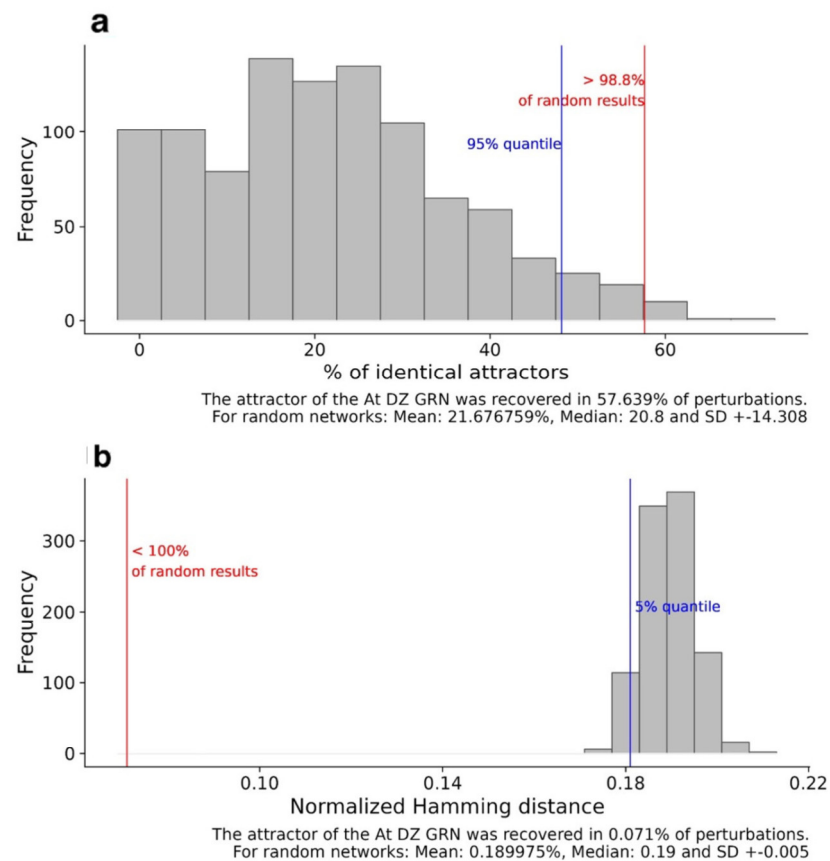 a
> 98.8%
of random results
95% quantile
Frequency
100
50
0
0 20 40 60
% of identical attractors
The attractor of the At DZ GRN was recovered in 57.639% of perturbations.
For random networks: Mean: 21.676759%, Median: 20.8 and SD +-14.308
b
< 100%
of random results
5% quantile
Frequency
300
200
100
0
0.10 0.14 0.18 0.22
Normalized Hamming distance
The attractor of the At DZ GRN was recovered in 0.071% of perturbations.
For random networks: Mean: 0.189975%, Median: 0.19 and SD +-0.005